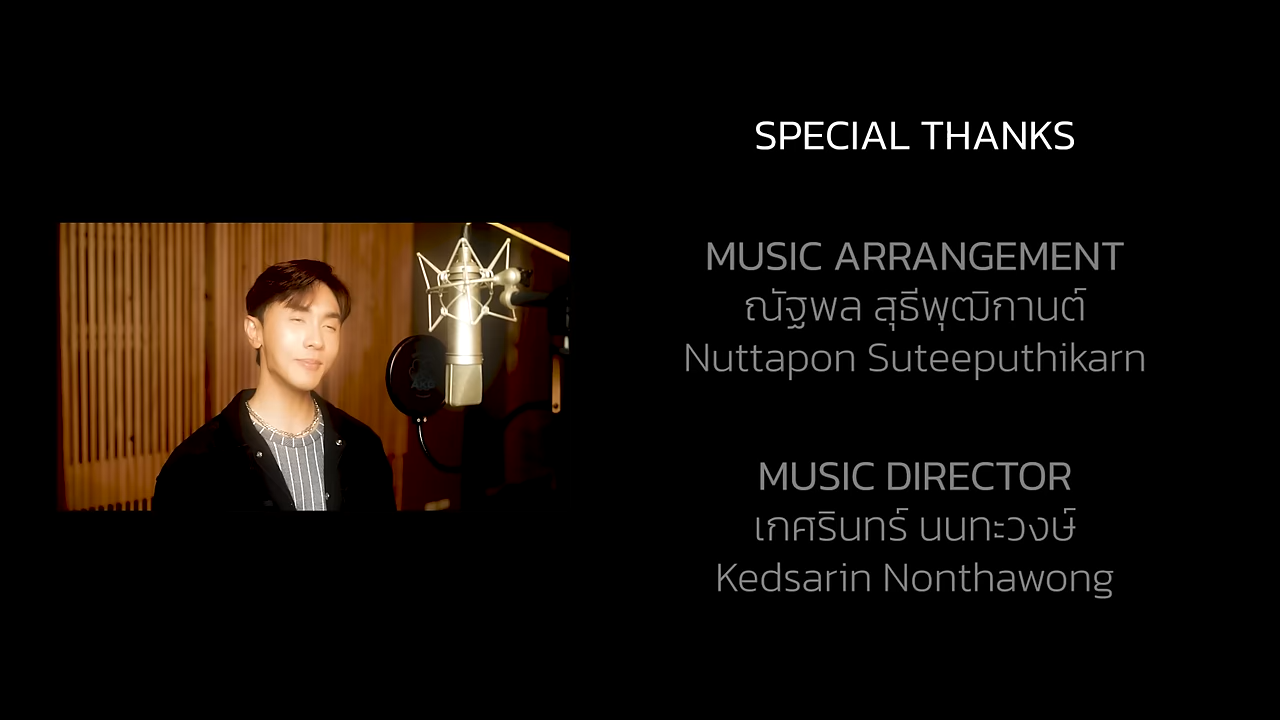 SPECIAL THANKS
MUSIC ARRANGEMENT
ณัฐพล สุธีพุฒิกานต์
Nuttapon Suteeputhikarn
MUSIC DIRECTOR
เกศรินทร์ นนทะวงษ์
Kedsarin Nonthawong
AKG